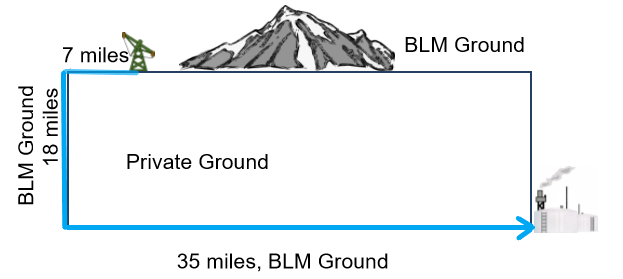 7 miles
BLM Ground
BLM Ground
18 miles
Private Ground
35 miles, BLM Ground